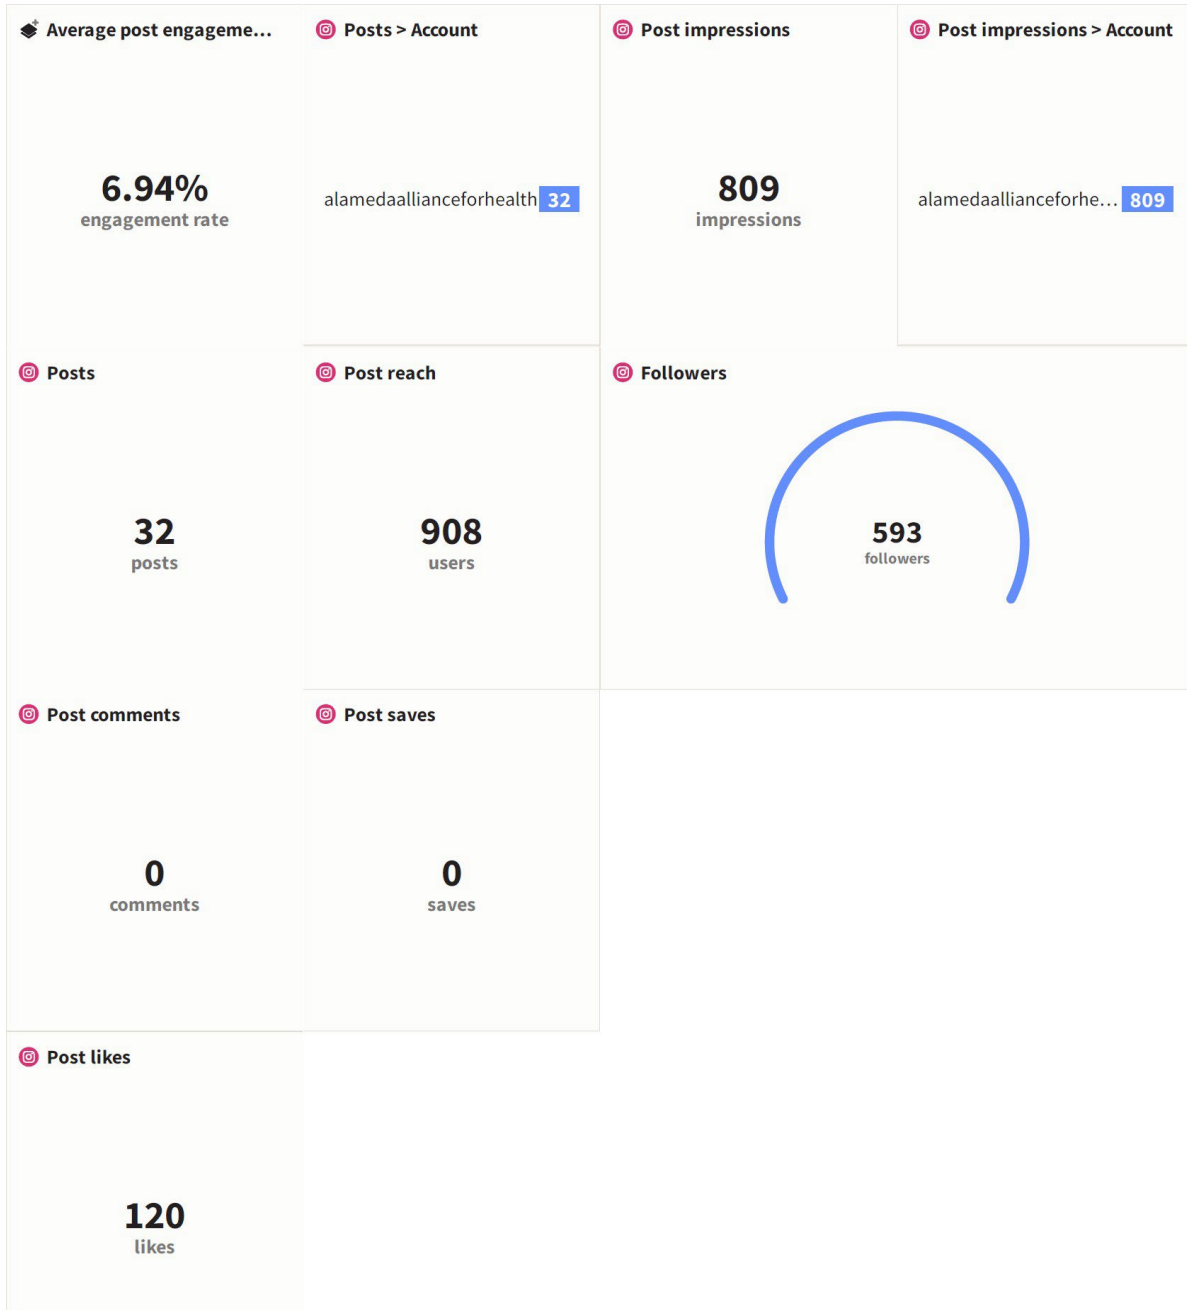 Average post engageme...
6.94%
engagement rate
Posts > Account
alamedaallianceforhealth 32
Post impressions
809
impressions
Post impressions > Account
alamedaallianceforhe... 809
Posts
32
posts
Post reach
908
users
Followers
593
followers
Post comments
0
comments
Post saves
0
saves
Post likes
120
likes